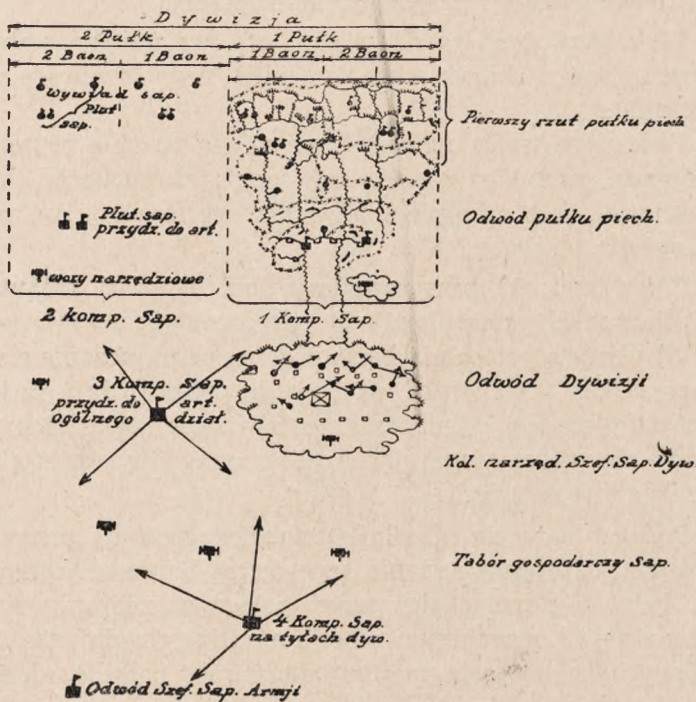 Dywizja
2 Pułk 1 Pułk
2 Baon 1 Baon 1 Baon 2 Baon
wywiad sap.
Plut
sap.
Pierwszy rzut pułku piech
Plut. sap.
przydz. do art.
Odwód pułku piech.
wozy narzędziowe
2 komp. Sap.
1 Komp. Sap.
3 Komp. Sap.
przydz. do art.
ogólnego dział.
Odwód Dywizji
Kol. narzęd. Szef. Sap. Dyw.
Tabór gospodarczy Sap.
4 Komp. Sap.
na tyłach dyw.
Odwód Szef. Sap. Armji